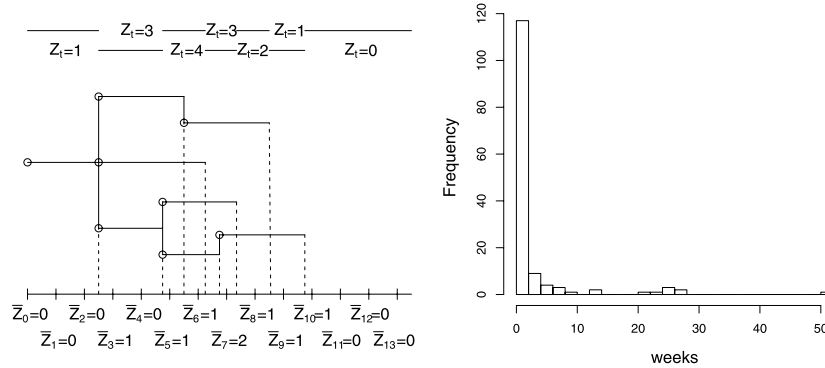 Z_t=3 Z_t=3 Z_t=1
Z_t=1 Z_t=4 Z_t=2 Z_t=0
Z̅_0=0 Z̅_2=0 Z̅_4=0 Z̅_6=1 Z̅_8=1 Z̅_10=1 Z̅_12=0
Z̅_1=0 Z̅_3=1 Z̅_5=1 Z̅_7=2 Z̅_9=1 Z̅_11=0 Z̅_13=0
Frequency
120
100
80
60
40
20
0
0 10 20 30 40 50
weeks